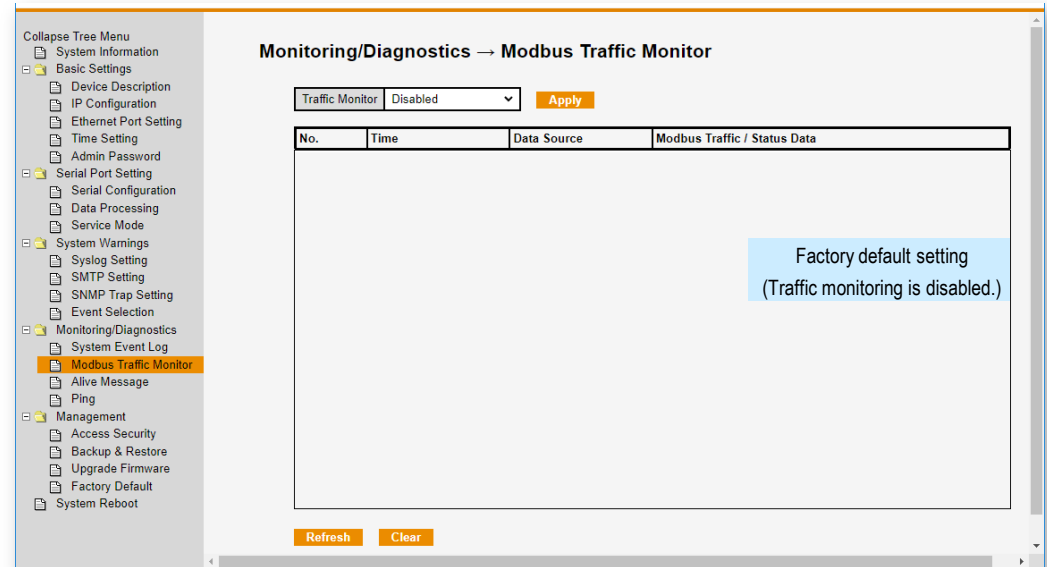 Collapse Tree Menu
System Information
Basic Settings
Device Description
IP Configuration
Ethernet Port Setting
Time Setting
Admin Password
Serial Port Setting
Serial Configuration
Data Processing
Service Mode
System Warnings
Syslog Setting
SMTP Setting
SNMP Trap Setting
Event Selection
Monitoring/Diagnostics
System Event Log
Modbus Traffic Monitor
Alive Message
Ping
Management
Access Security
Backup & Restore
Upgrade Firmware
Factory Default
System Reboot
Monitoring/Diagnostics → Modbus Traffic Monitor
Traffic Monitor Disabled Apply
No. Time Data Source Modbus Traffic / Status Data
Factory default setting
(Traffic monitoring is disabled.)
Refresh Clear